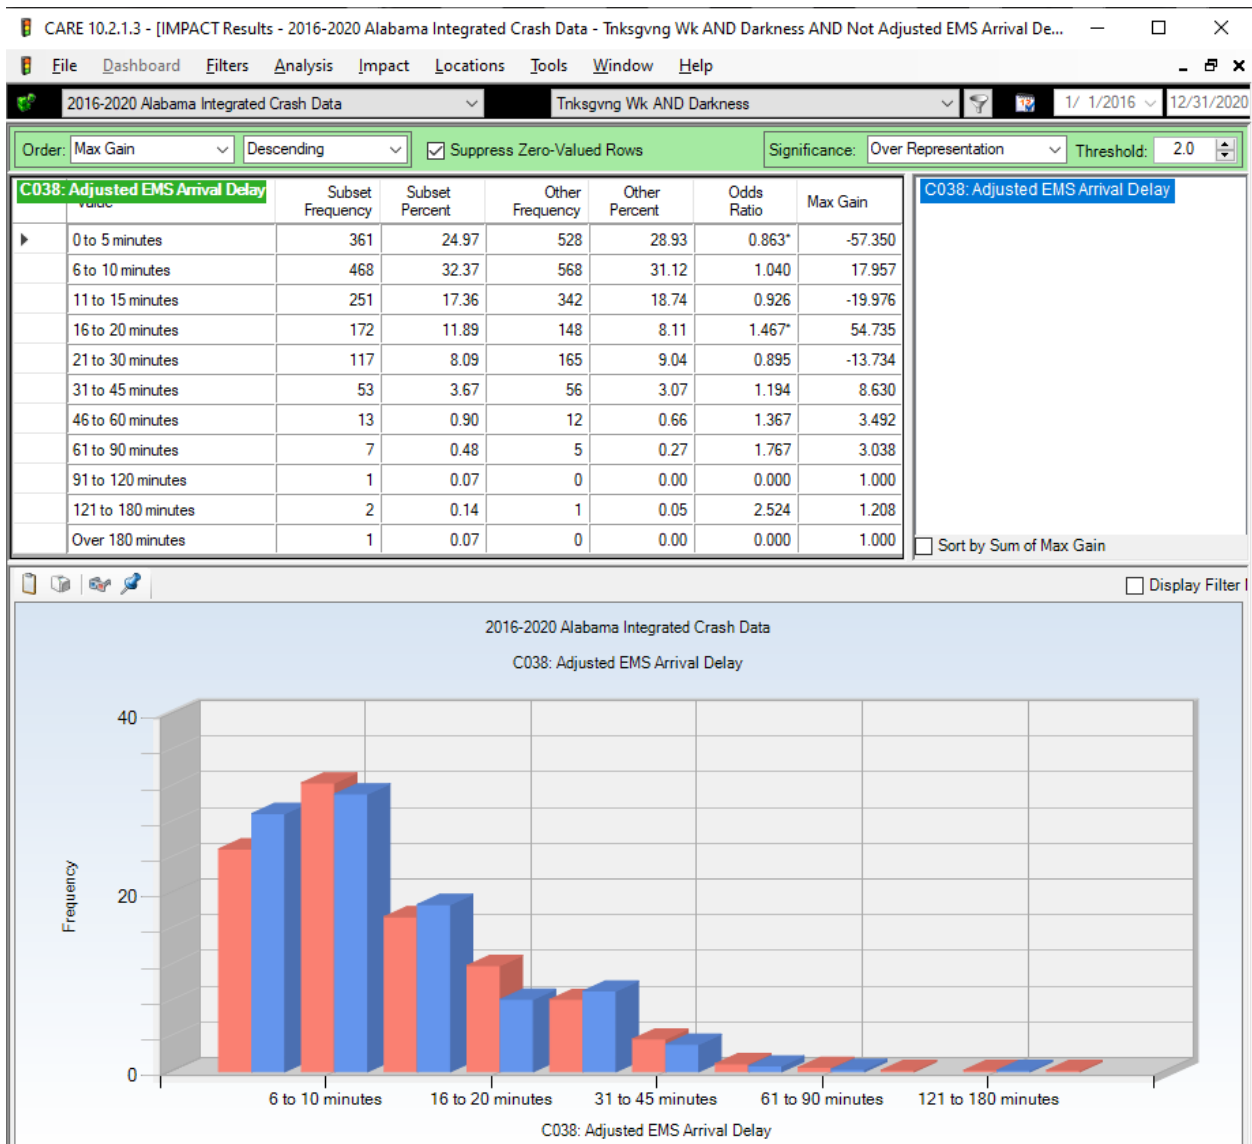 CARE 10.2.1.3 - [IMPACT Results - 2016-2020 Alabama Integrated Crash Data - Tnksgvng Wk AND Darkness AND Not Adjusted EMS Arrival De...
File Dashboard Filters Analysis Impact Locations Tools Window Help
2016-2020 Alabama Integrated Crash Data Tnksgvng Wk AND Darkness 1/ 1/2016 12/31/2020
Order: Max Gain Descending Suppress Zero-Valued Rows Significance: Over Representation Threshold: 2.0
C038: Adjusted EMS Arrival Delay Subset Frequency Subset Percent Other Frequency Other Percent Odds Ratio Max Gain C038: Adjusted EMS Arrival Delay
0 to 5 minutes 361 24.97 528 28.93 0.863* -57.350
6 to 10 minutes 468 32.37 568 31.12 1.040 17.957
11 to 15 minutes 251 17.36 342 18.74 0.926 -19.976
16 to 20 minutes 172 11.89 148 8.11 1.467* 54.735
21 to 30 minutes 117 8.09 165 9.04 0.895 -13.734
31 to 45 minutes 53 3.67 56 3.07 1.194 8.630
46 to 60 minutes 13 0.90 12 0.66 1.367 3.492
61 to 90 minutes 7 0.48 5 0.27 1.767 3.038
91 to 120 minutes 1 0.07 0 0.00 0.000 1.000
121 to 180 minutes 2 0.14 1 0.05 2.524 1.208
Over 180 minutes 1 0.07 0 0.00 0.000 1.000
Sort by Sum of Max Gain
Display Filter
2016-2020 Alabama Integrated Crash Data
C038: Adjusted EMS Arrival Delay
40
20
0
Frequency
6 to 10 minutes 16 to 20 minutes 31 to 45 minutes 61 to 90 minutes 121 to 180 minutes
C038: Adjusted EMS Arrival Delay